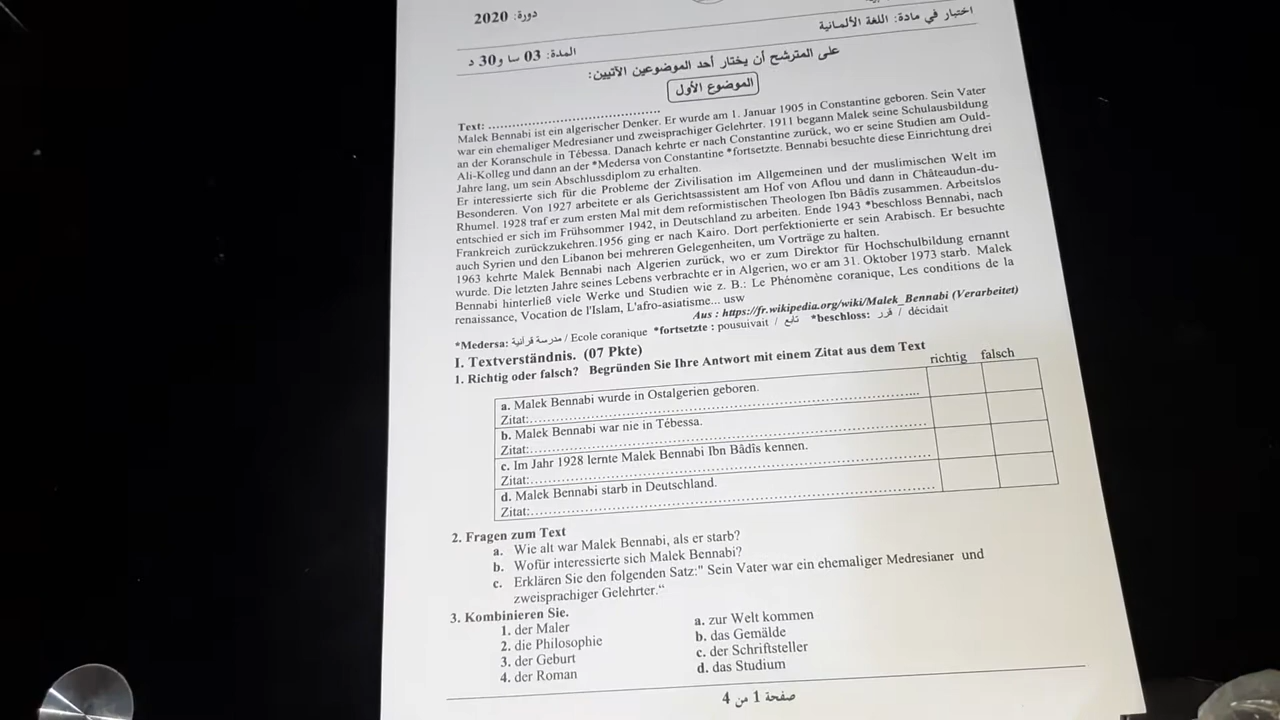 دورة: 2020
اختبار في مادة: اللغة الألمانية
المدة: 03 سا و30 د
على المترشح أن يختار أحد الموضوعين الآتيين:
الموضوع الأول
Text: ............................................
Malek Bennabi ist ein algerischer Denker. Er wurde am 1. Januar 1905 in Constantine geboren. Sein Vater
war ein ehemaliger Medresianer und zweisprachiger Gelehrter. 1911 begann Malek seine Schulausbildung
an der Koranschule in Tébessa. Danach kehrte er nach Constantine zurück, wo er seine Studien am Ould-
Ali-Kolleg und dann an der *Medersa von Constantine *fortsetzte. Bennabi besuchte diese Einrichtung drei
Jahre lang, um sein Abschlussdiplom zu erhalten.
Er interessierte sich für die Probleme der Zivilisation im Allgemeinen und der muslimischen Welt im
Besonderen. Von 1927 arbeitete er als Gerichtsassistent am Hof von Aflou und dann in Châteaudun-du-
Rhumel. 1928 traf er zum ersten Mal mit dem reformistischen Theologen Ibn Bâdîs zusammen. Arbeitslos
entschied er sich im Frühsommer 1942, in Deutschland zu arbeiten. Ende 1943 *beschloss Bennabi, nach
Frankreich zurückzukehren.1956 ging er nach Kairo. Dort perfektionierte er sein Arabisch. Er besuchte
auch Syrien und den Libanon bei mehreren Gelegenheiten, um Vorträge zu halten.
1963 kehrte Malek Bennabi nach Algerien zurück, wo er zum Direktor für Hochschulbildung ernannt
wurde. Die letzten Jahre seines Lebens verbrachte er in Algerien, wo er am 31. Oktober 1973 starb. Malek
Bennabi hinterließ viele Werke und Studien wie z. B.: Le Phénomène coranique, Les conditions de la
renaissance, Vocation de l'Islam, L'afro-asiatisme... usw
Aus : https://fr.wikipedia.org/wiki/Malek_Bennabi (Verarbeitet)
*Medersa: مدرسة قرآنية / Ecole coranique *fortsetzte : pousuivait / تابع *beschloss: قرر / décidait
I. Textverständnis. (07 Pkte)
1. Richtig oder falsch? Begründen Sie Ihre Antwort mit einem Zitat aus dem Text
richtig falsch
a. Malek Bennabi wurde in Ostalgerien geboren.
Zitat:............................................................
b. Malek Bennabi war nie in Tébessa.
Zitat:............................................................
c. Im Jahr 1928 lernte Malek Bennabi Ibn Bâdîs kennen.
Zitat:............................................................
d. Malek Bennabi starb in Deutschland.
Zitat:............................................................
2. Fragen zum Text
a. Wie alt war Malek Bennabi, als er starb?
b. Wofür interessierte sich Malek Bennabi?
c. Erklären Sie den folgenden Satz:" Sein Vater war ein ehemaliger Medresianer und
zweisprachiger Gelehrter.“
3. Kombinieren Sie.
1. der Maler a. zur Welt kommen
2. die Philosophie b. das Gemälde
3. der Geburt c. der Schriftsteller
4. der Roman d. das Studium
صفحة 1 من 4